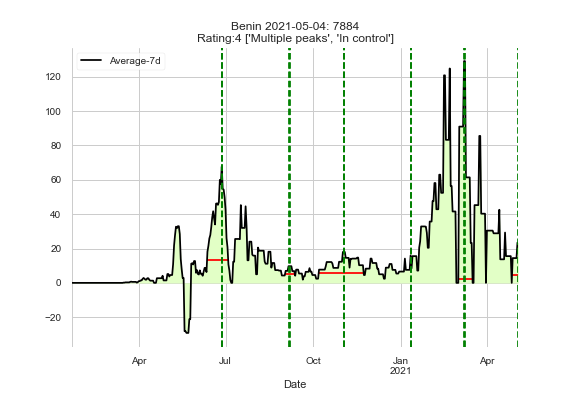 Benin 2021-05-04: 7884
Rating:4 ['Multiple peaks', 'In control']
Average-7d
120
100
80
60
40
20
0
−20
Apr
Jul
Oct
Jan
2021
Apr
Date